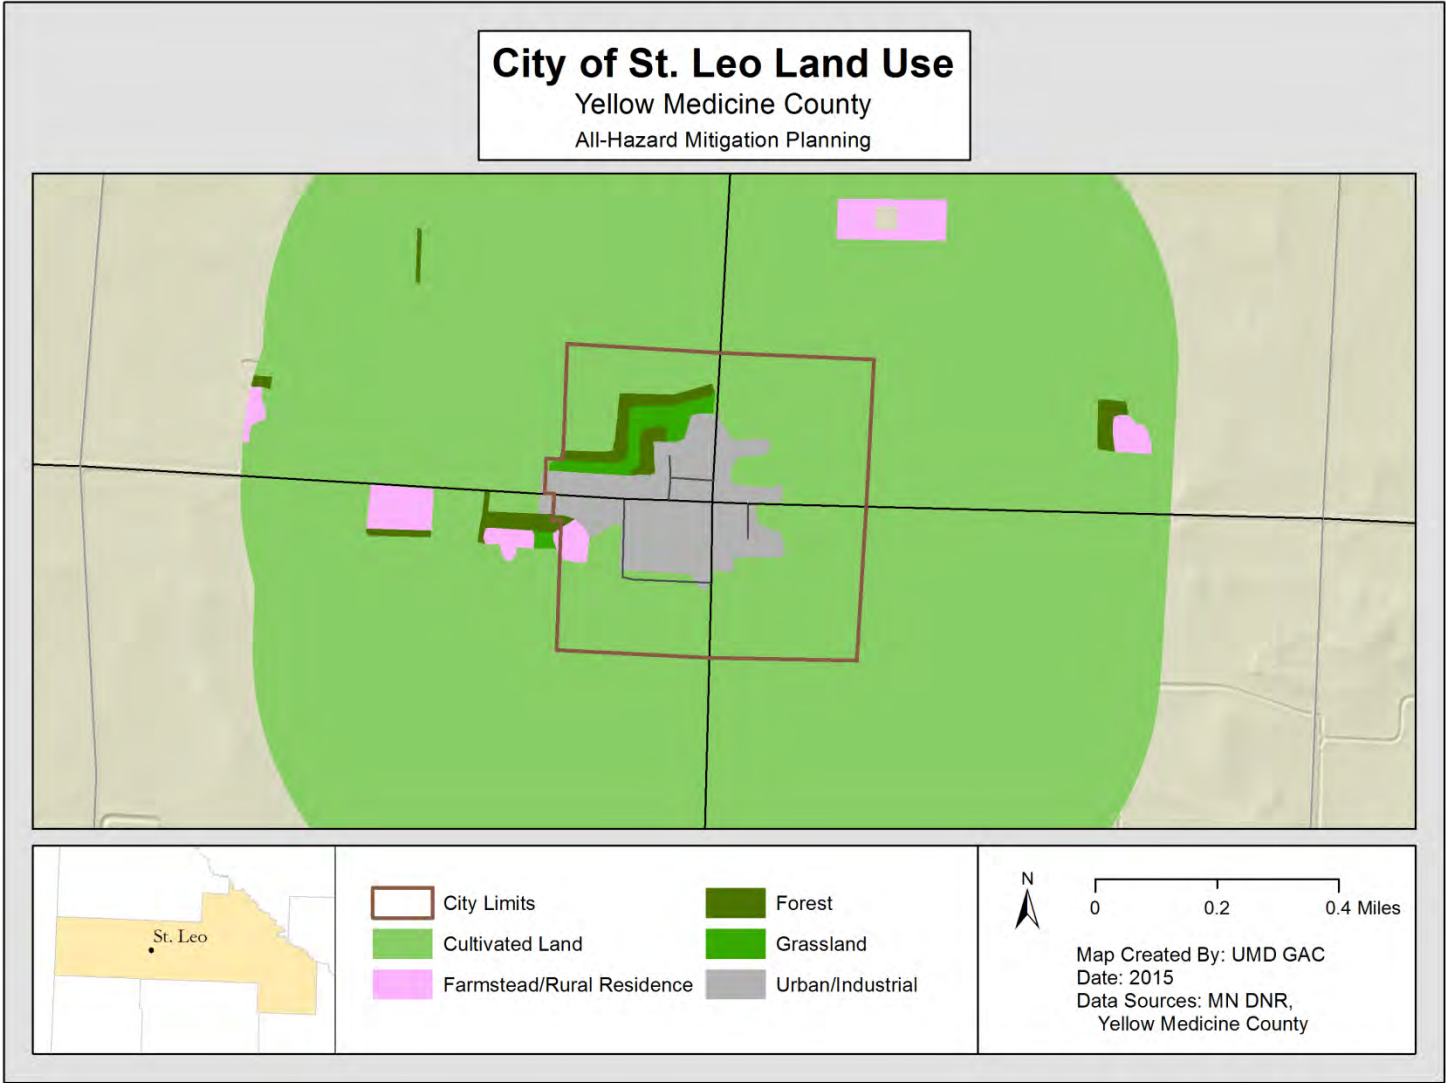 City of St. Leo Land Use
Yellow Medicine County
All-Hazard Mitigation Planning
St. Leo
City Limits
Cultivated Land
Farmstead/Rural Residence
Forest
Grassland
Urban/Industrial
N
0 0.2 0.4 Miles
Map Created By: UMD GAC
Date: 2015
Data Sources: MN DNR,
Yellow Medicine County